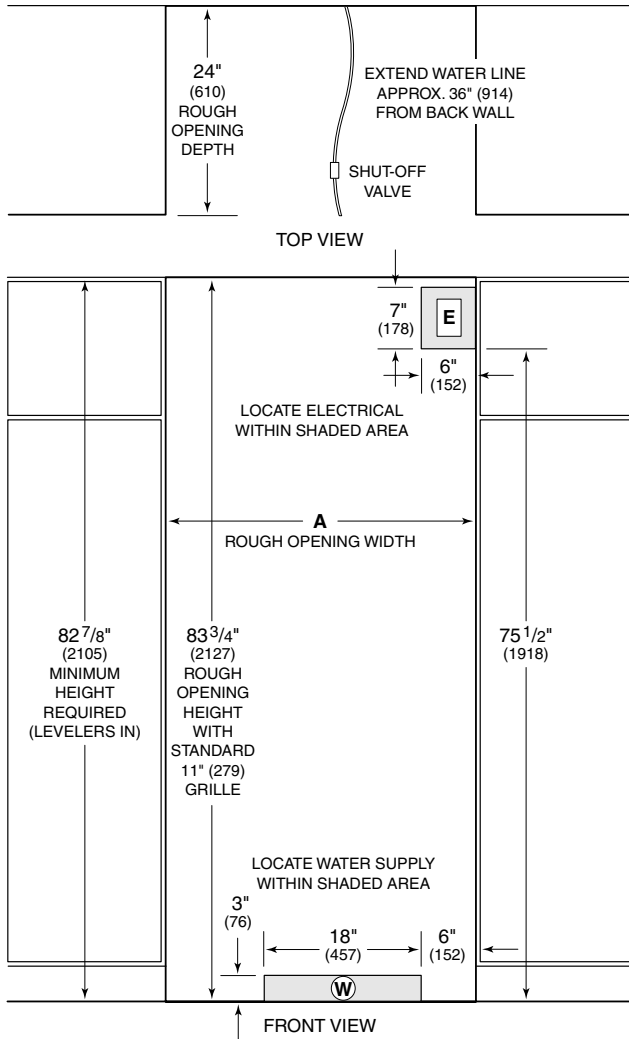 24"
(610)
ROUGH
OPENING
DEPTH
EXTEND WATER LINE
APPROX. 36" (914)
FROM BACK WALL
SHUT-OFF
VALVE
TOP VIEW
7"
(178)
E
6"
(152)
LOCATE ELECTRICAL
WITHIN SHADED AREA
A
ROUGH OPENING WIDTH
82 7/8"
(2105)
MINIMUM
HEIGHT
REQUIRED
(LEVELERS IN)
83 3/4"
(2127)
ROUGH
OPENING
HEIGHT
WITH
STANDARD
11" (279)
GRILLE
75 1/2"
(1918)
LOCATE WATER SUPPLY
WITHIN SHADED AREA
3"
(76)
18"
(457)
6"
(152)
W
FRONT VIEW